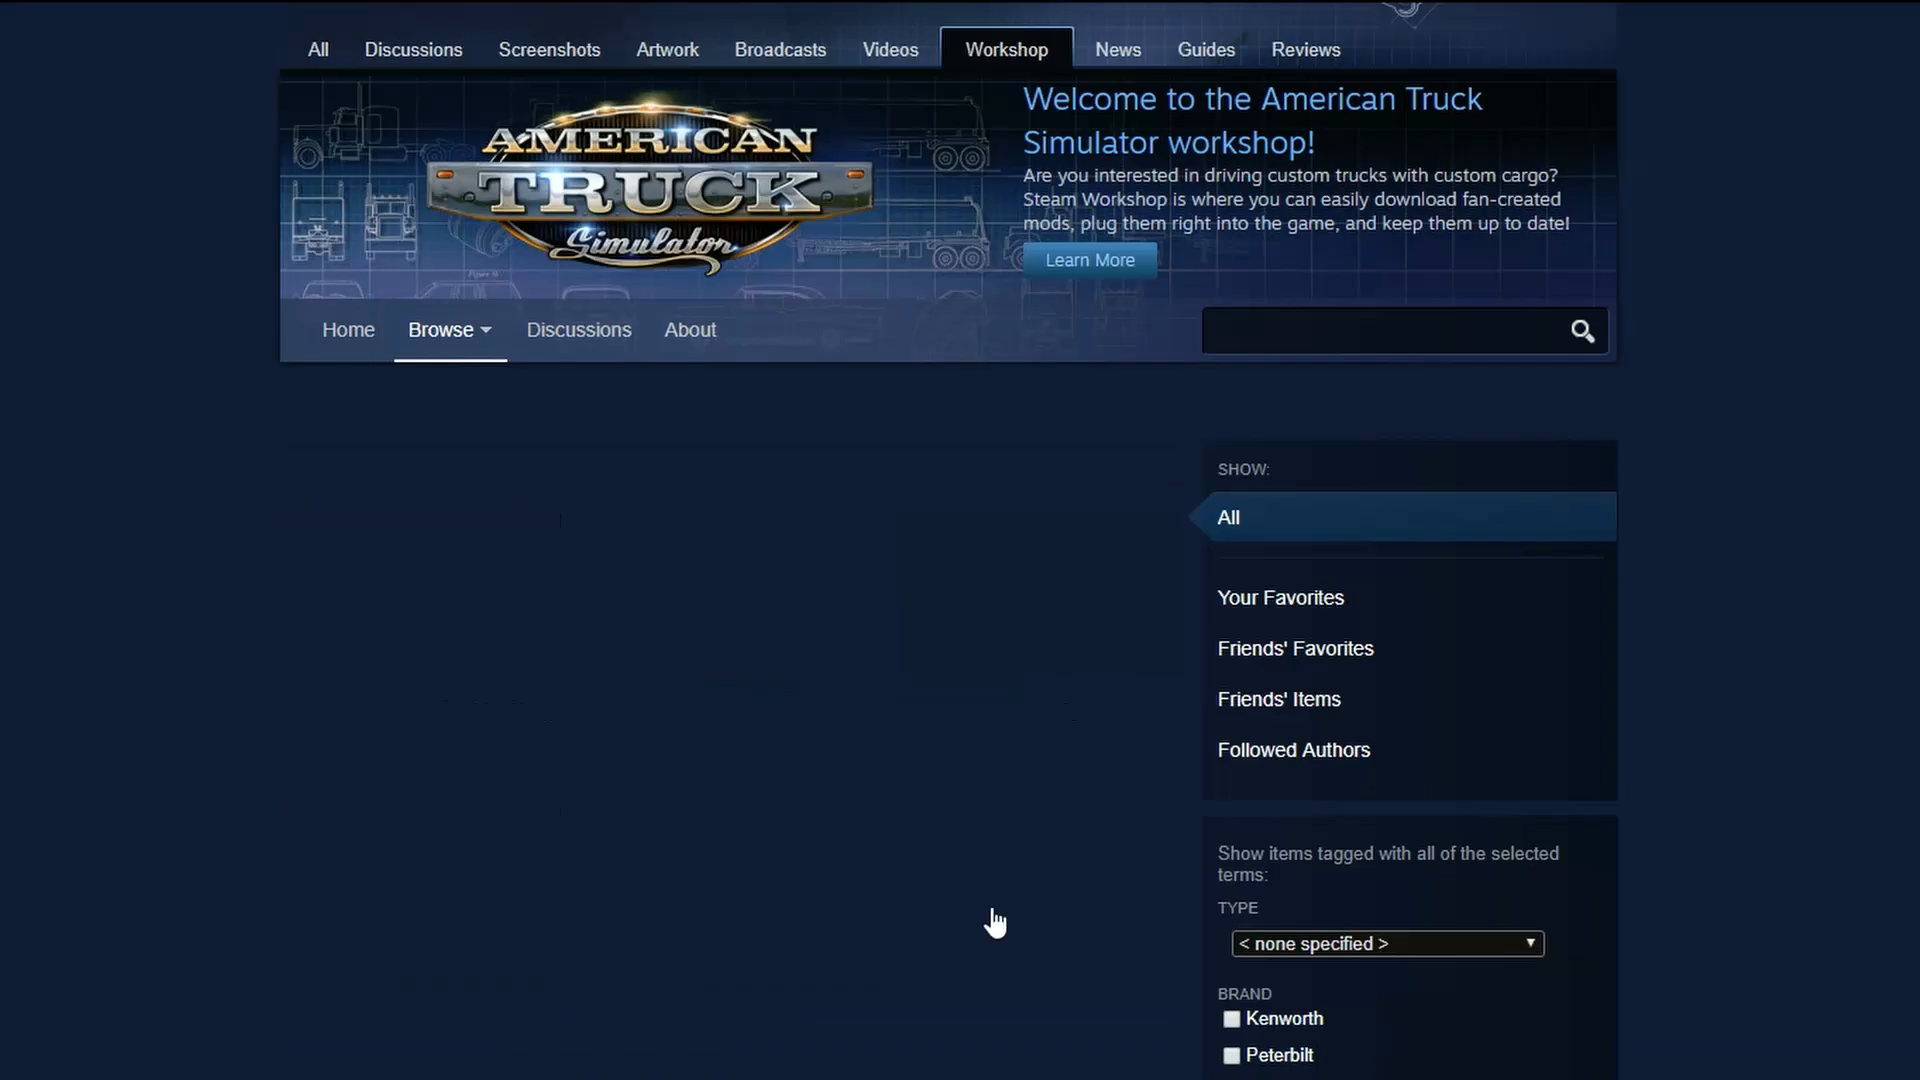 All Discussions Screenshots Artwork Broadcasts Videos Workshop News Guides Reviews
AMERICAN
TRUCK
Simulator
Welcome to the American Truck
Simulator workshop!
Are you interested in driving custom trucks with custom cargo?
Steam Workshop is where you can easily download fan-created
mods, plug them right into the game, and keep them up to date!
Learn More
Home Browse Discussions About
SHOW:
All
Your Favorites
Friends' Favorites
Friends' Items
Followed Authors
Show items tagged with all of the selected
terms:
TYPE
< none specified >
BRAND
Kenworth
Peterbilt